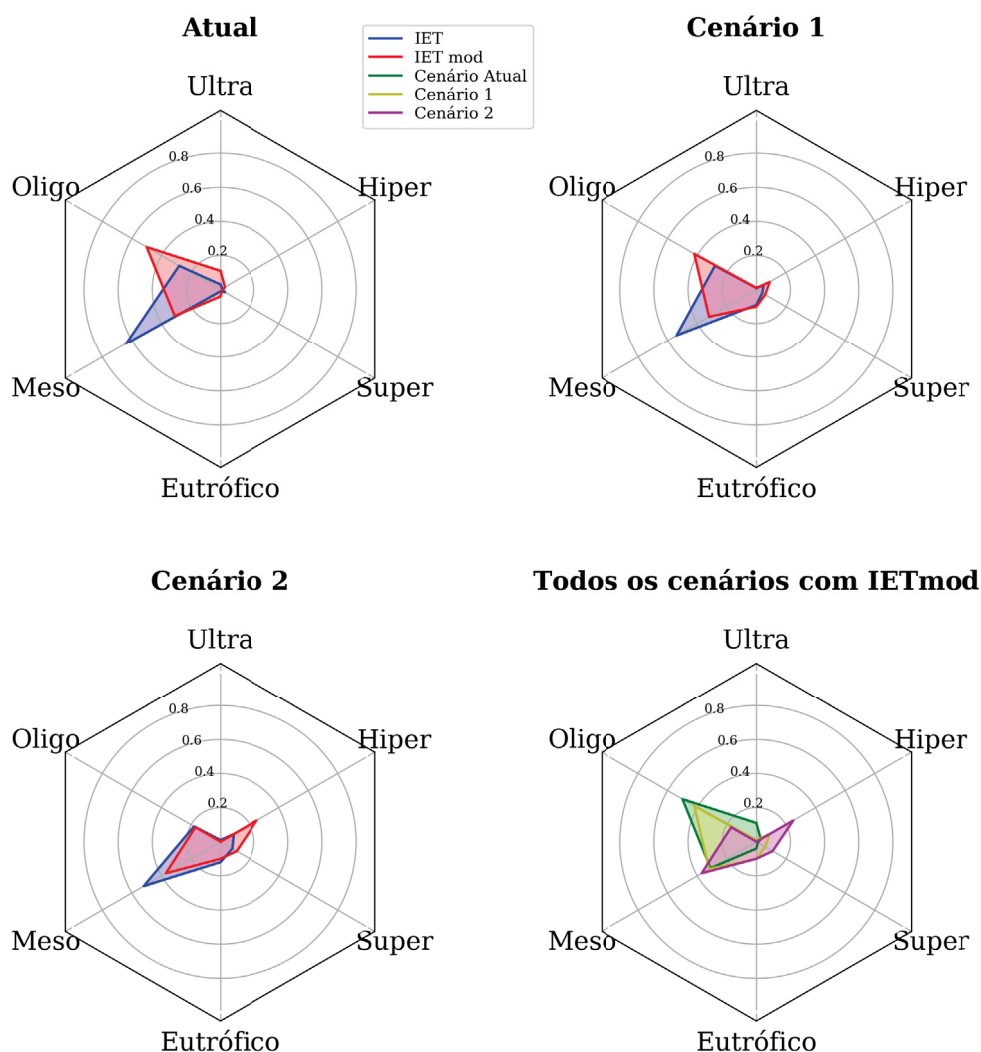 Atual
IET
IET mod
Cenário Atual
Cenário 1
Cenário 2
Cenário 1
Ultra
Oligo
Hiper
0.8
0.6
0.4
0.2
Meso
Super
Eutrófico
Ultra
Oligo
Hiper
0.8
0.6
0.4
0.2
Meso
Super
Eutrófico
Cenário 2
Todos os cenários com IETmod
Ultra
Oligo
Hiper
0.8
0.6
0.4
0.2
Meso
Super
Eutrófico
Ultra
Oligo
Hiper
0.8
0.6
0.4
0.2
Meso
Super
Eutrófico